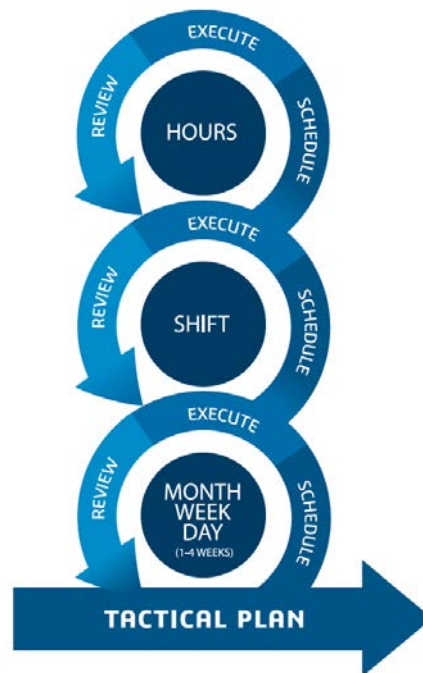 EXECUTE
REVIEW
HOURS
SCHEDULE
EXECUTE
REVIEW
SHIFT
SCHEDULE
EXECUTE
REVIEW
MONTH
WEEK
DAY
(1-4 WEEKS)
SCHEDULE
TACTICAL PLAN